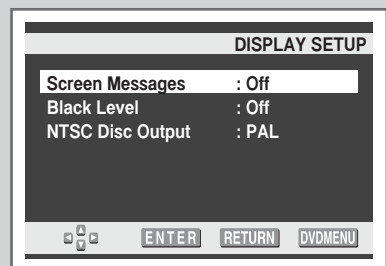 DISPLAY SETUP
Screen Messages : Off
Black Level : Off
NTSC Disc Output : PAL
ENTER RETURN DVDMENU